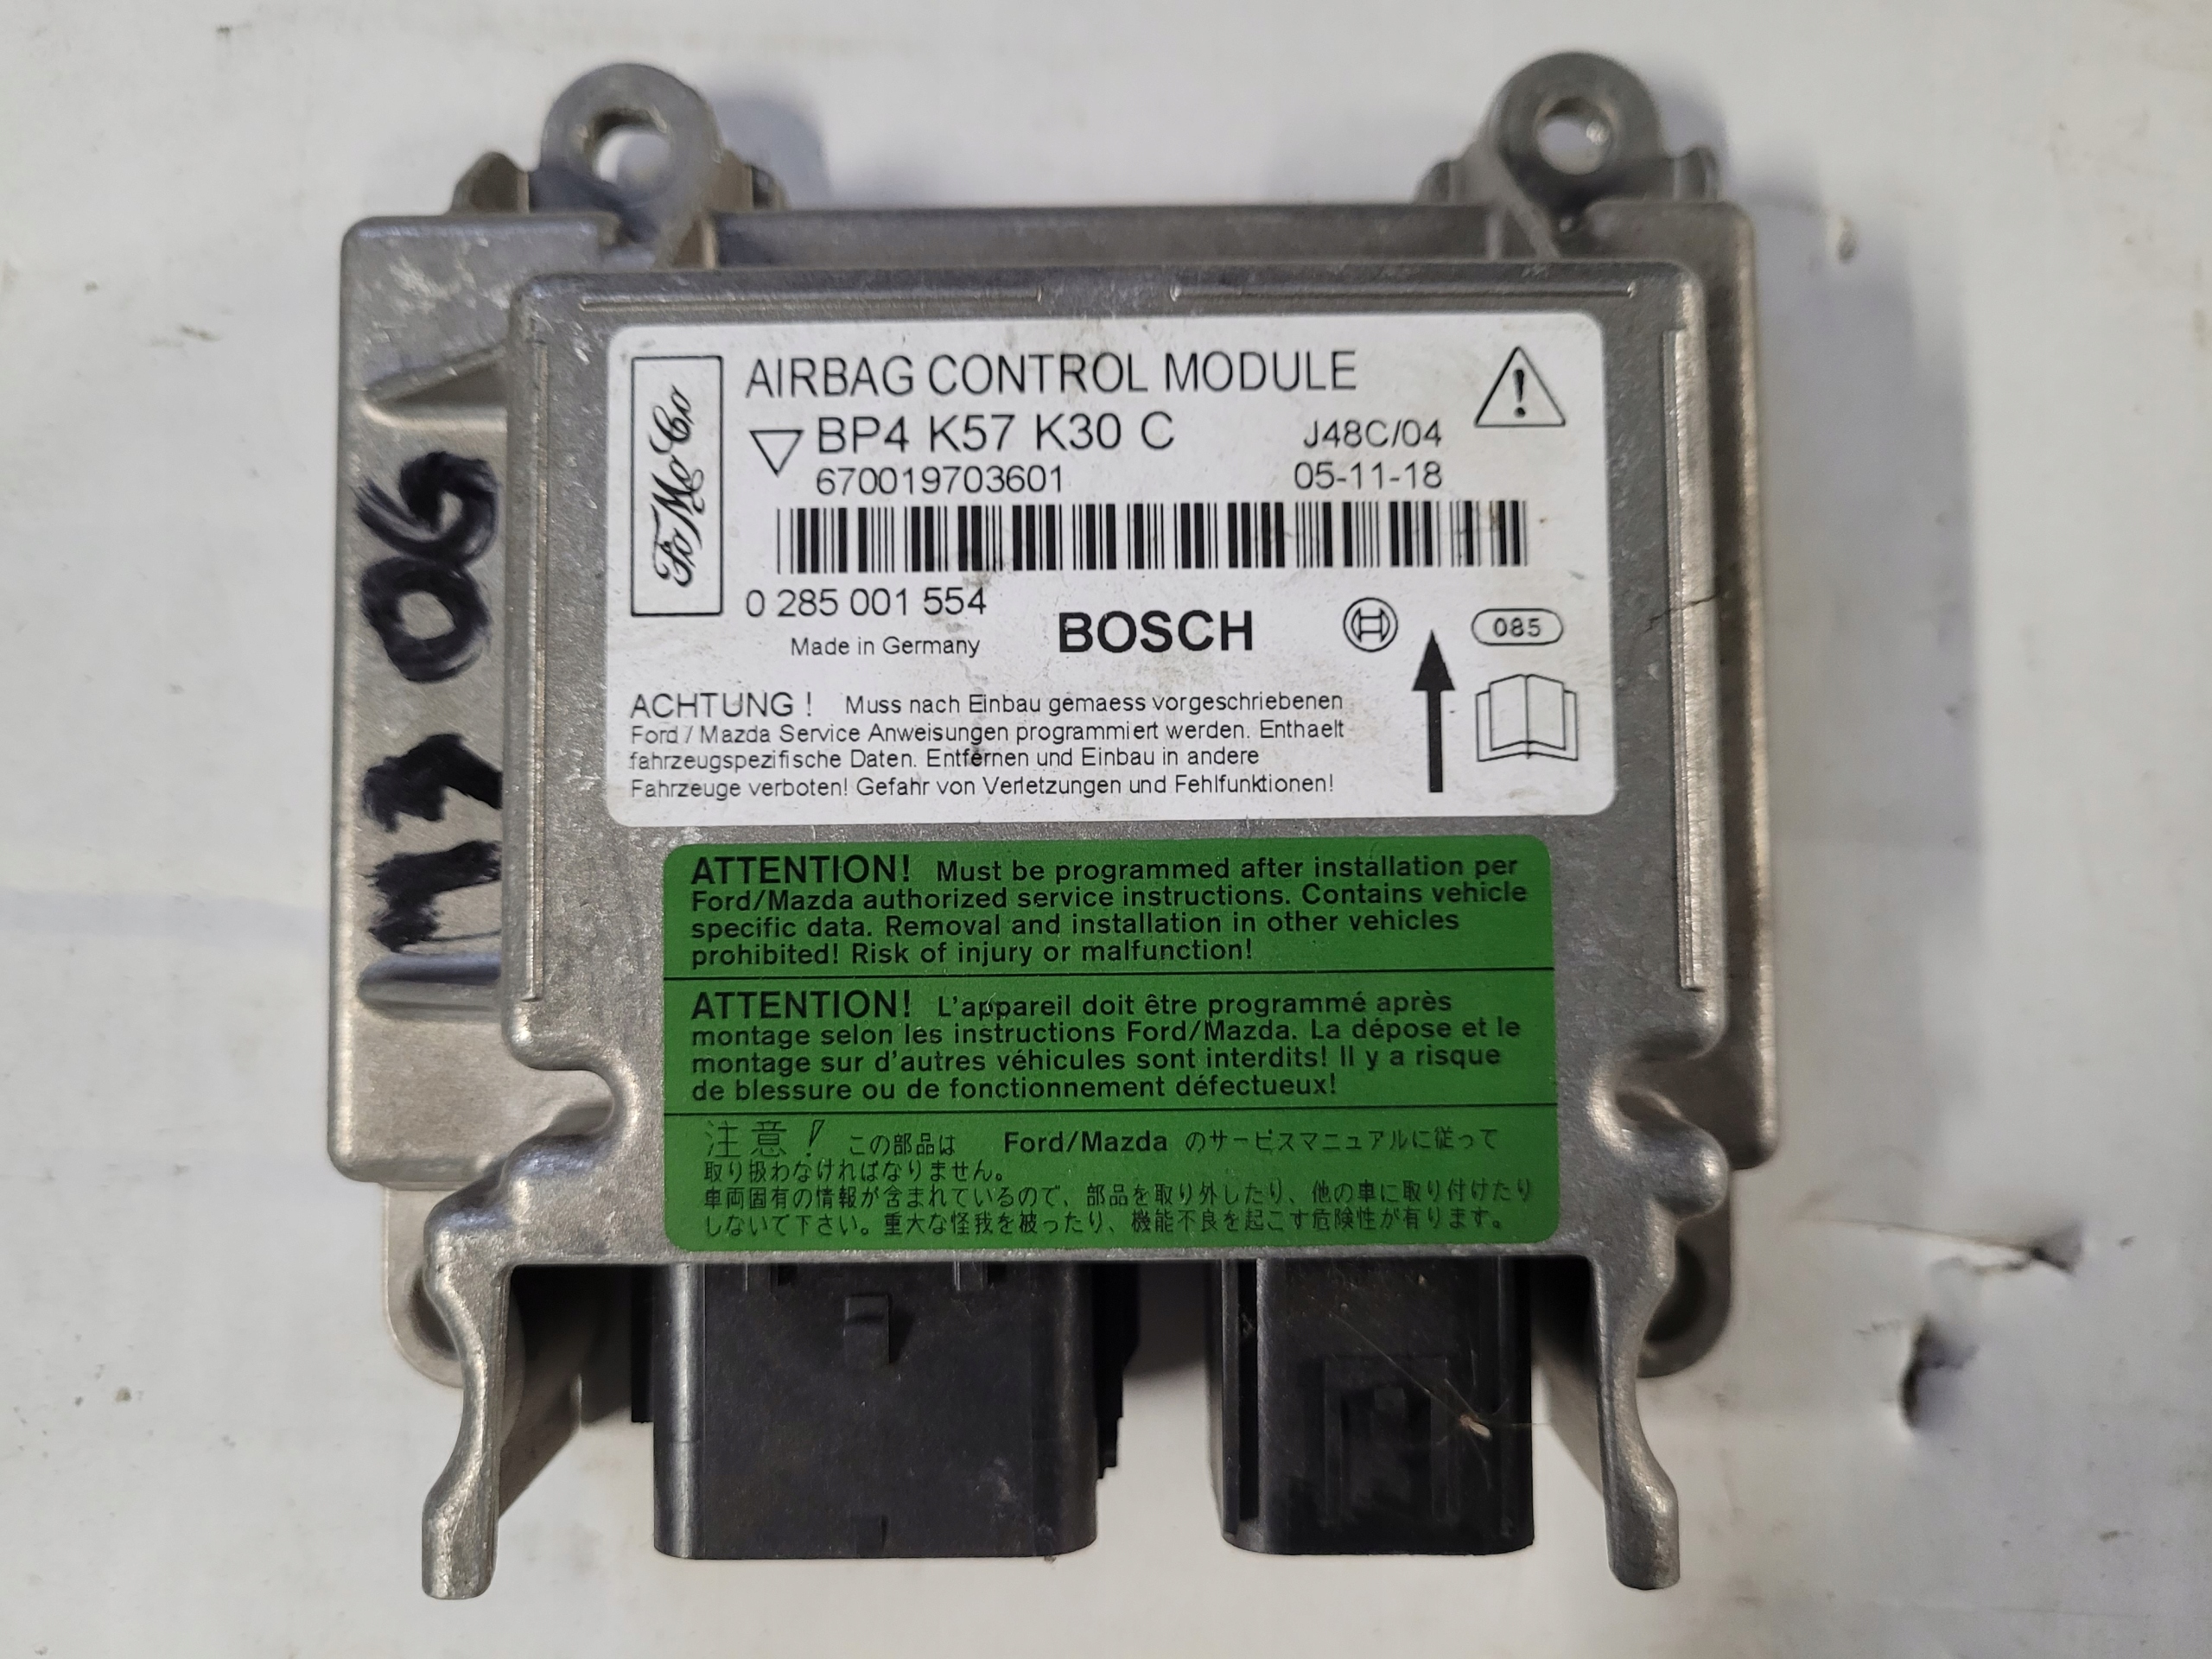 FoMoCo
AIRBAG CONTROL MODULE
BP4 K57 K30 C
J48C/04
670019703601
05-11-18
0 285 001 554
Made in Germany
BOSCH
085
ACHTUNG ! Muss nach Einbau gemaess vorgeschriebenen
Ford / Mazda Service Anweisungen programmiert werden. Enthaelt
fahrzeugspezifische Daten. Entfernen und Einbau in andere
Fahrzeuge verboten! Gefahr von Verletzungen und Fehlfunktionen!
ATTENTION! Must be programmed after installation per
Ford/Mazda authorized service instructions. Contains vehicle
specific data. Removal and installation in other vehicles
prohibited! Risk of injury or malfunction!
ATTENTION! L'appareil doit être programmé après
montage selon les instructions Ford/Mazda. La dépose et le
montage sur d'autres véhicules sont interdits! Il y a risque
de blessure ou de fonctionnement défectueux!
注意! この部品は Ford/Mazda のサービスマニュアルに従って
取り扱わなければなりません。
車両固有の情報が含まれているので、部品を取り外したり、他の車に取り付けたり
しないで下さい。重大な怪我を被ったり、機能不良を起こす危険性が有ります。
M3 06